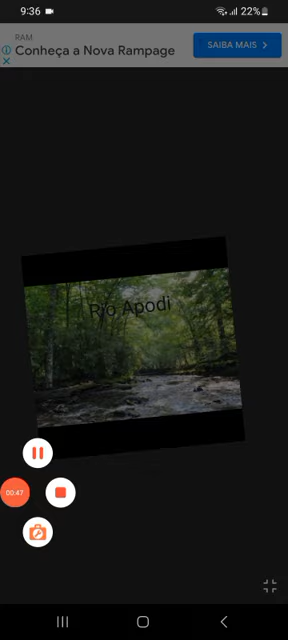 9:36
22%
RAM
Conheça a Nova Rampage
SAIBA MAIS
Rio Apodi
00:47